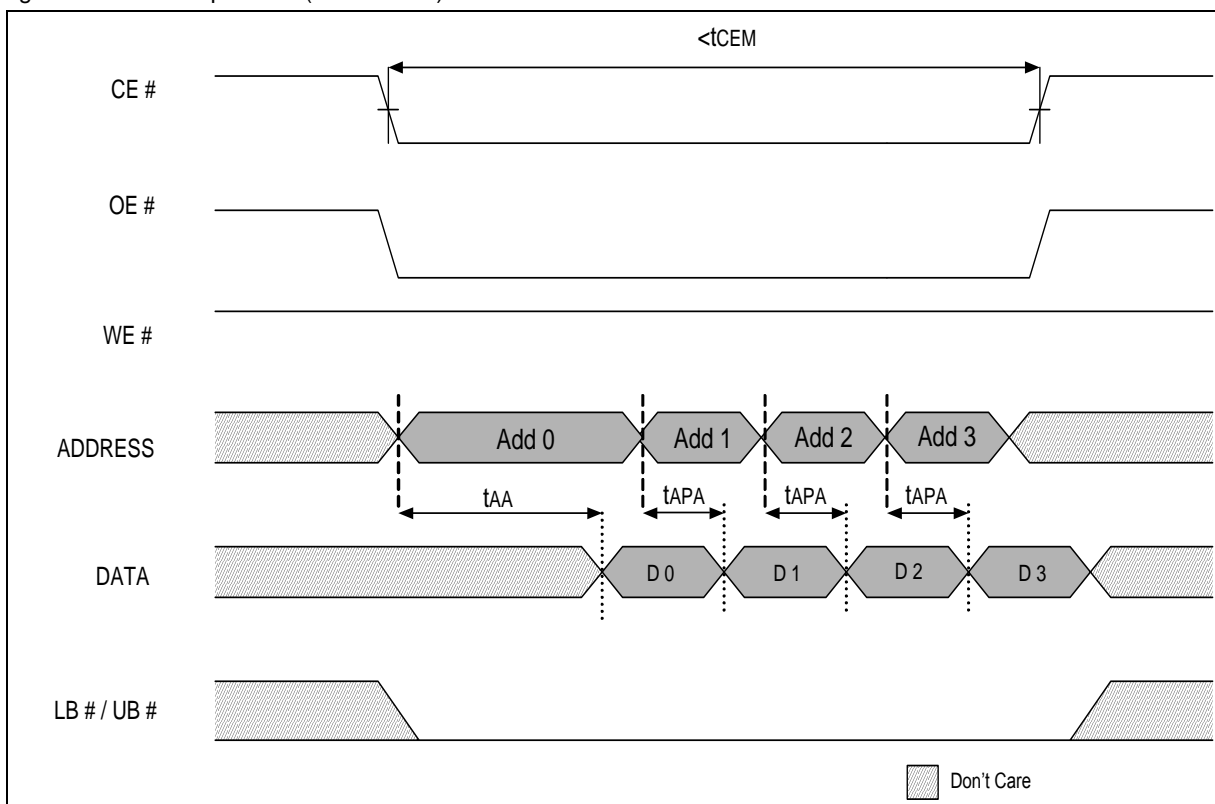 <tCEM
CE #
OE #
WE #
ADDRESS
Add 0
Add 1
Add 2
Add 3
tAA
tAPA
tAPA
tAPA
DATA
D 0
D 1
D 2
D 3
LB # / UB #
Don't Care